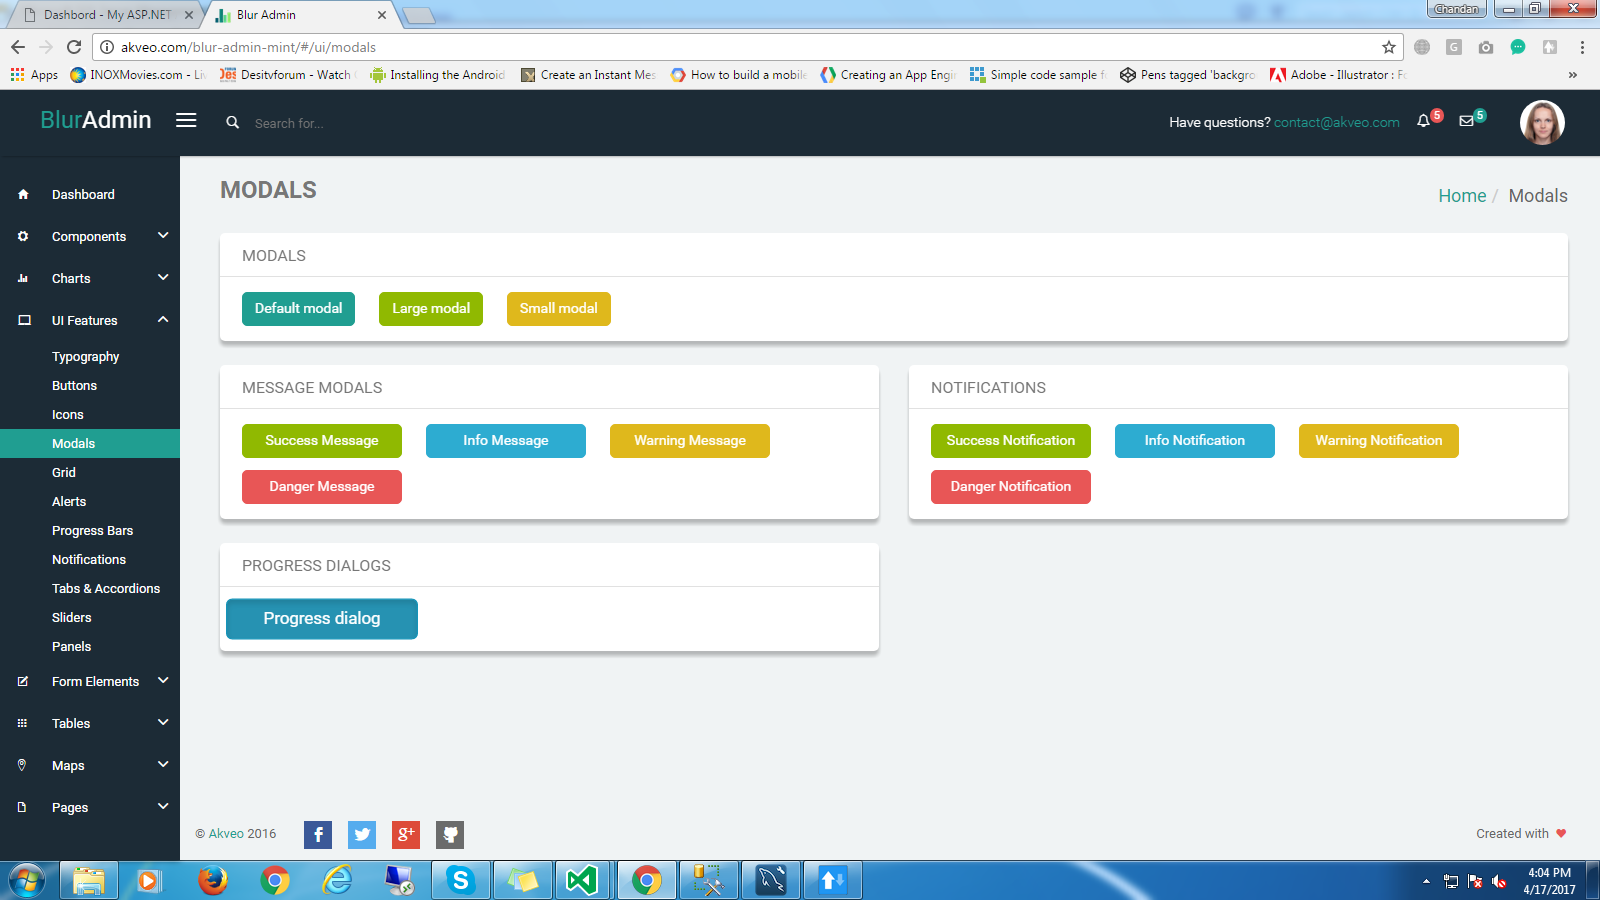 Dashbord - My ASP.NET
Blur Admin
Chandan
akveo.com/blur-admin-mint/#/ui/modals
Apps
INOXMovies.com - Li
Desitvforum - Watch
Installing the Android
Create an Instant Mes
How to build a mobile
Creating an App Engi
Simple code sample f
Pens tagged 'backgro
Adobe - Illustrator : Fo
»
BlurAdmin
Search for...
Have questions? contact@akveo.com
5
5
Dashboard
Components
Charts
UI Features
Typography
Buttons
Icons
Modals
Grid
Alerts
Progress Bars
Notifications
Tabs & Accordions
Sliders
Panels
Form Elements
Tables
Maps
Pages
MODALS
Home / Modals
MODALS
Default modal
Large modal
Small modal
MESSAGE MODALS
Success Message
Info Message
Warning Message
Danger Message
NOTIFICATIONS
Success Notification
Info Notification
Warning Notification
Danger Notification
PROGRESS DIALOGS
Progress dialog
© Akveo 2016
Created with
4:04 PM
4/17/2017